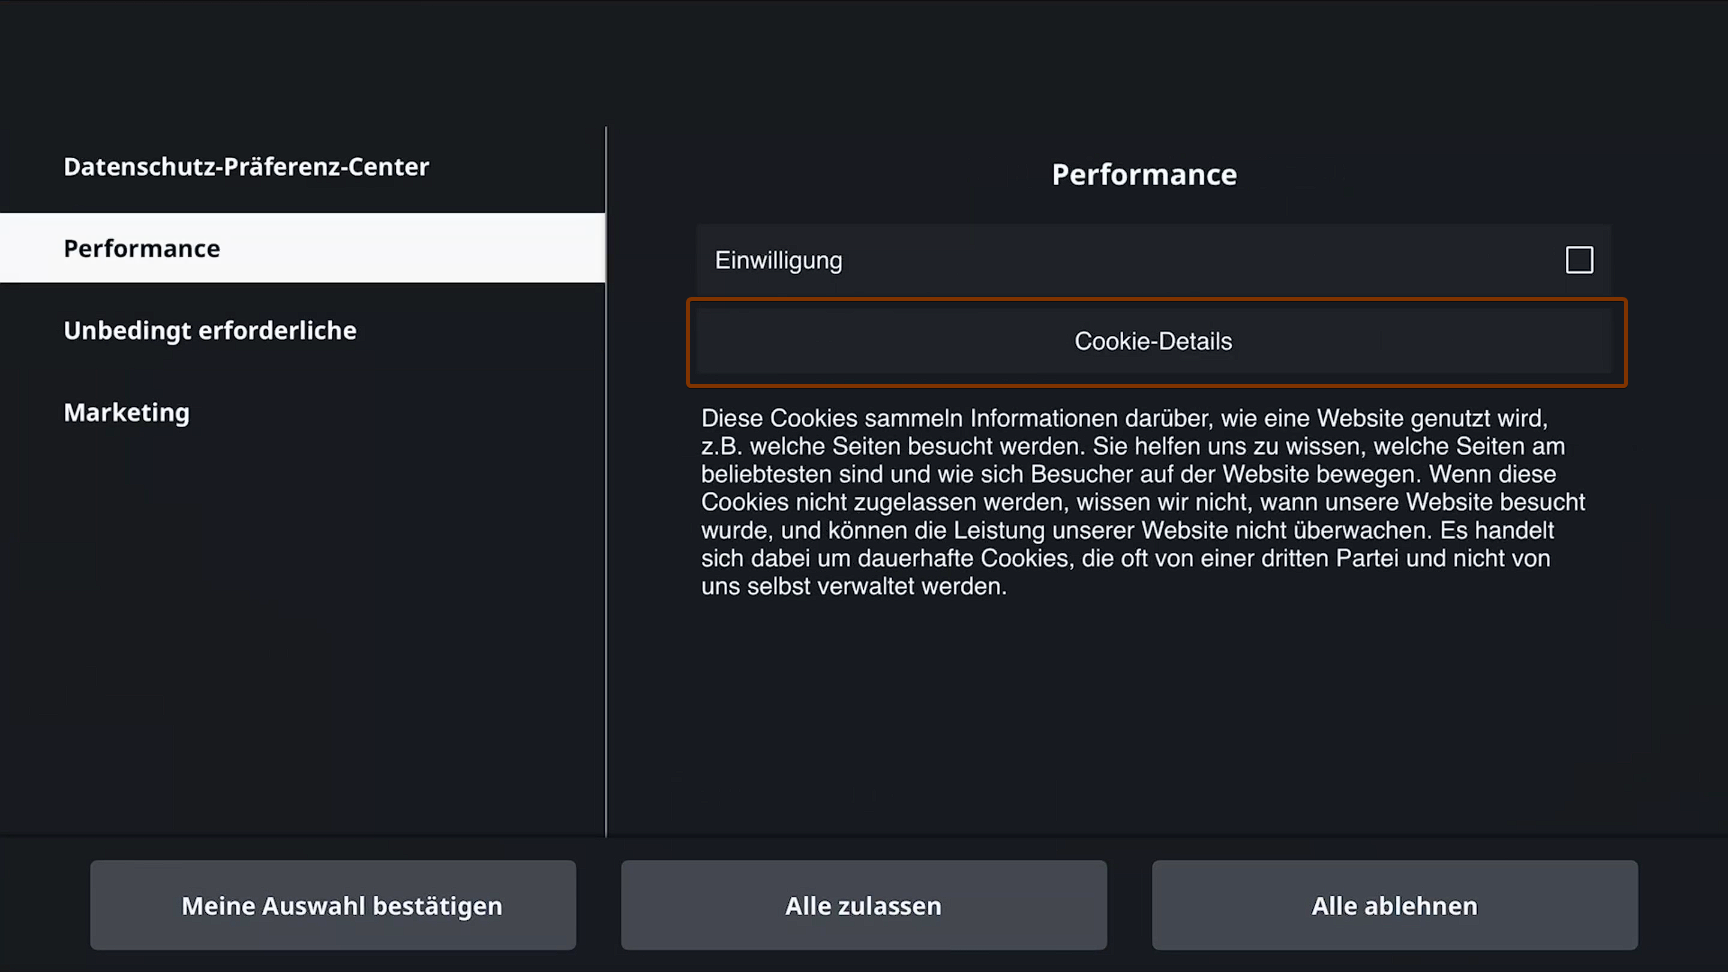 Datenschutz-Präferenz-Center
Performance
Unbedingt erforderliche
Marketing
Performance
Einwilligung
Cookie-Details
Diese Cookies sammeln Informationen darüber, wie eine Website genutzt wird,
z.B. welche Seiten besucht werden. Sie helfen uns zu wissen, welche Seiten am
beliebtesten sind und wie sich Besucher auf der Website bewegen. Wenn diese
Cookies nicht zugelassen werden, wissen wir nicht, wann unsere Website besucht
wurde, und können die Leistung unserer Website nicht überwachen. Es handelt
sich dabei um dauerhafte Cookies, die oft von einer dritten Partei und nicht von
uns selbst verwaltet werden.
Meine Auswahl bestätigen
Alle zulassen
Alle ablehnen